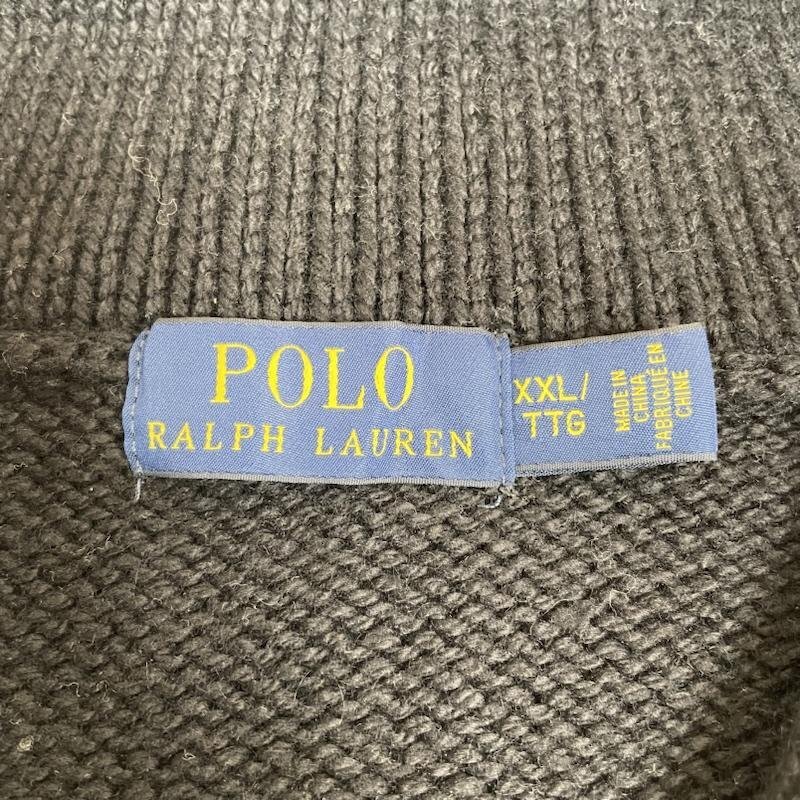 POLO
RALPH LAUREN
XXL/
TTG
MADE IN
CHINA
FABRIQUÉ EN
CHINE